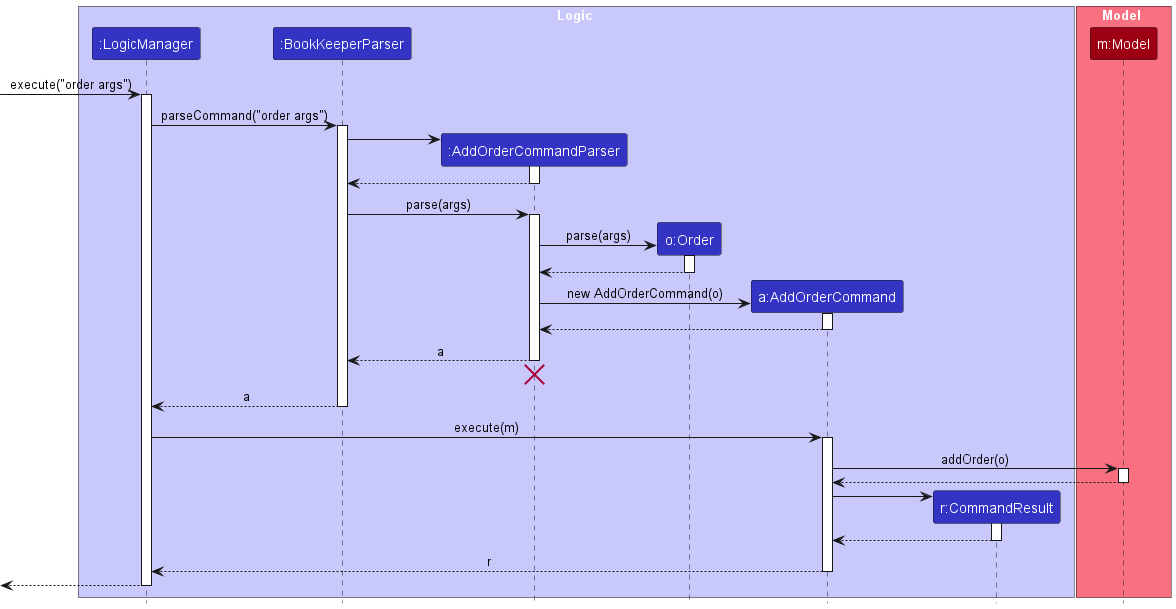 Logic
Model
:LogicManager
:BookKeeperParser
m:Model
execute("order args")
parseCommand("order args")
:AddOrderCommandParser
parse(args)
parse(args)
o:Order
new AddOrderCommand(o)
a:AddOrderCommand
a
a
execute(m)
addOrder(o)
r:CommandResult
r